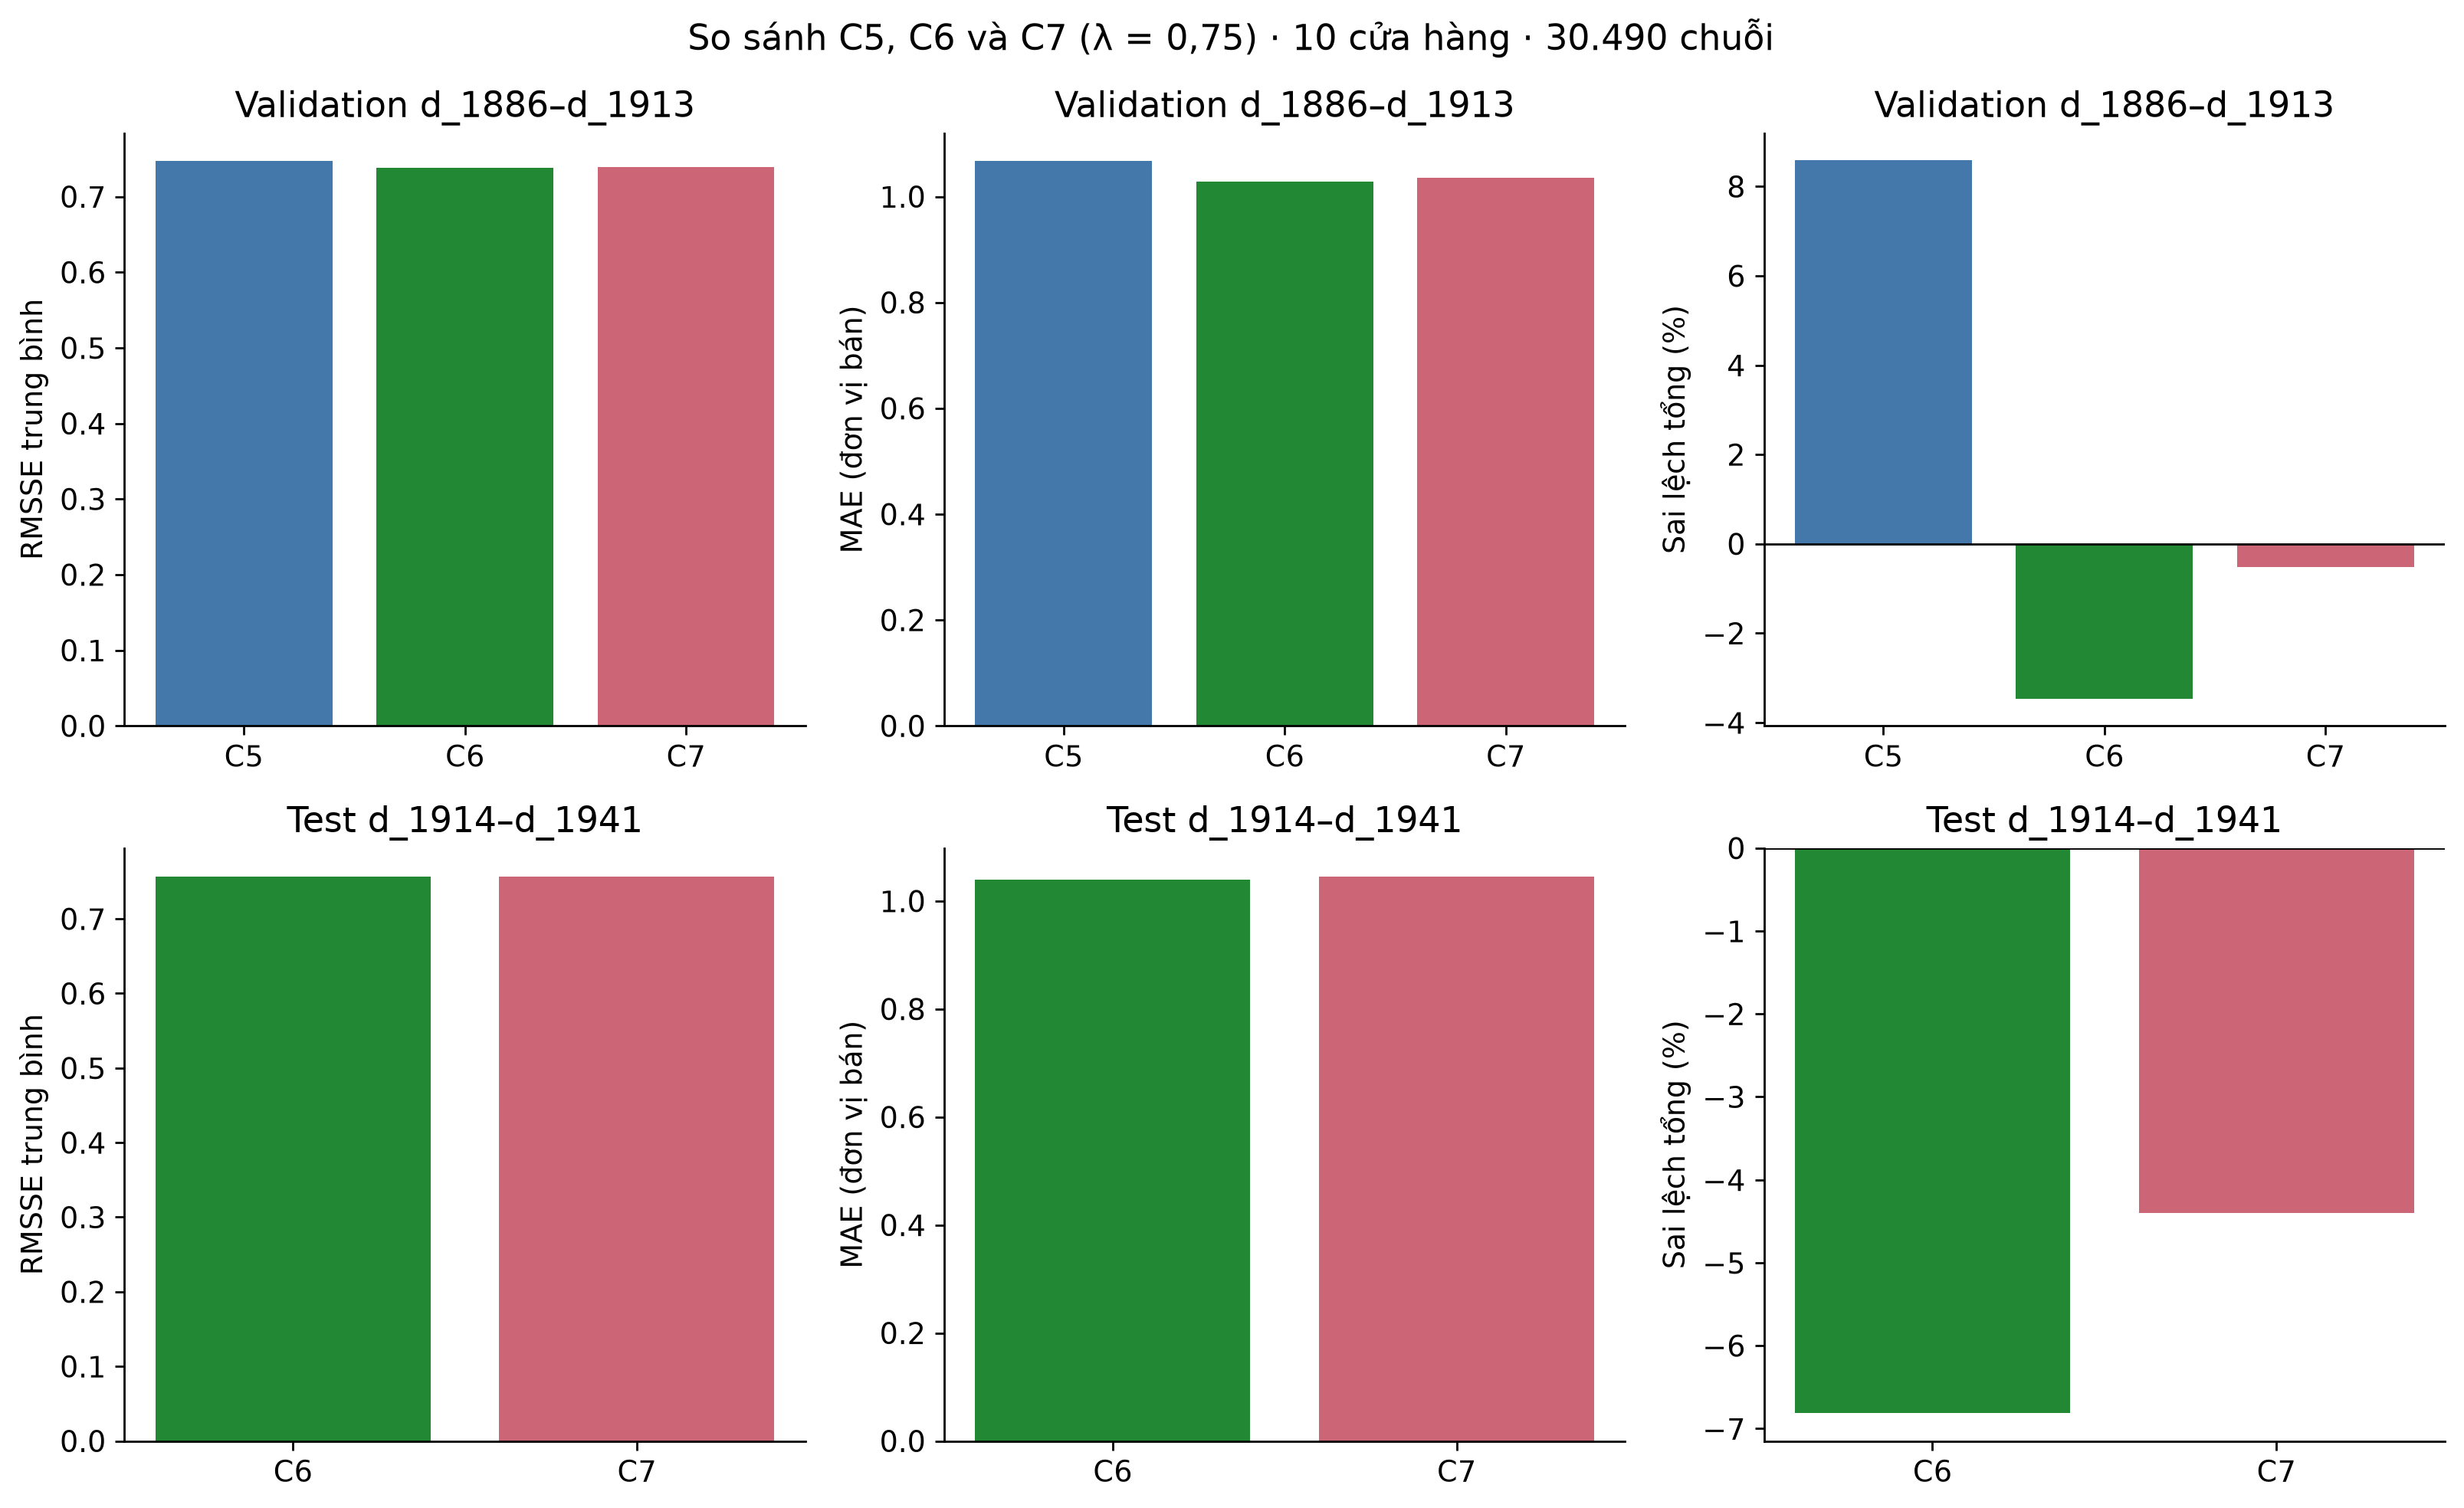 So sánh C5, C6 và C7 (λ = 0,75) · 10 cửa hàng · 30.490 chuỗi
Validation d_1886–d_1913
RMSSE trung bình
0.7
0.6
0.5
0.4
0.3
0.2
0.1
0.0
C5 C6 C7
Validation d_1886–d_1913
MAE (đơn vị bán)
1.0
0.8
0.6
0.4
0.2
0.0
C5 C6 C7
Validation d_1886–d_1913
Sai lệch tổng (%)
8
6
4
2
0
−2
−4
C5 C6 C7
Test d_1914–d_1941
RMSSE trung bình
0.7
0.6
0.5
0.4
0.3
0.2
0.1
0.0
C6 C7
Test d_1914–d_1941
MAE (đơn vị bán)
1.0
0.8
0.6
0.4
0.2
0.0
C6 C7
Test d_1914–d_1941
Sai lệch tổng (%)
0
−1
−2
−3
−4
−5
−6
−7
C6 C7